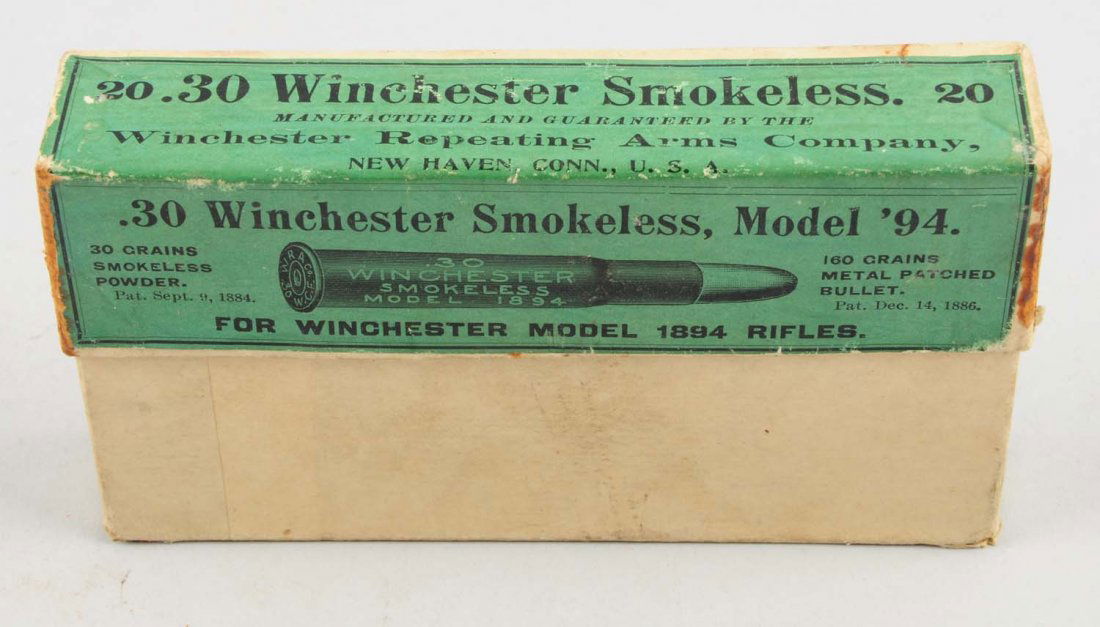 20 .30 Winchester Smokeless. 20
MANUFACTURED AND GUARANTEED BY THE
Winchester Repeating Arms Company,
NEW HAVEN, CONN., U. S. A.
.30 Winchester Smokeless, Model '94.
30 GRAINS
SMOKELESS
POWDER.
Pat. Sept. 9, 1884.
W.R.A.
.30 W.C.F.
.30
WINCHESTER
SMOKELESS
MODEL 1894
160 GRAINS
METAL PATCHED
BULLET.
Pat. Dec. 14, 1886.
FOR WINCHESTER MODEL 1894 RIFLES.